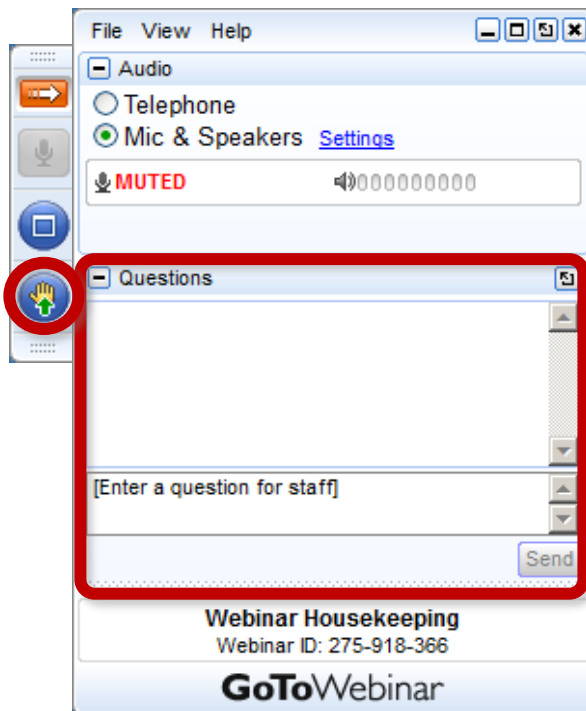 File View Help
Audio
Telephone
Mic & Speakers Settings
MUTED 000000000
Questions
[Enter a question for staff]
Send
Webinar Housekeeping
Webinar ID: 275-918-366
GoToWebinar